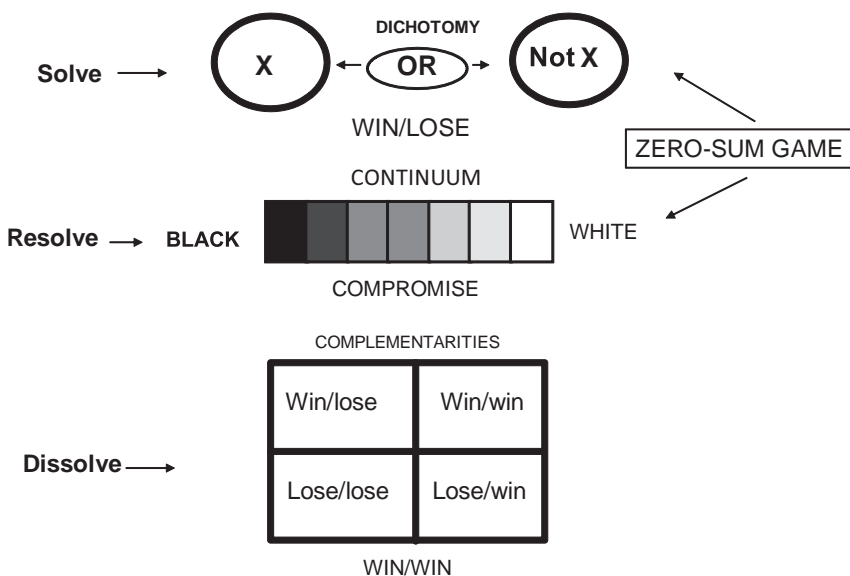 DICHOTOMY
Solve X OR Not X
WIN/LOSE
ZERO-SUM GAME
CONTINUUM
Resolve BLACK WHITE
COMPROMISE
COMPLEMENTARITIES
Win/lose Win/win
Dissolve
Lose/lose Lose/win
WIN/WIN